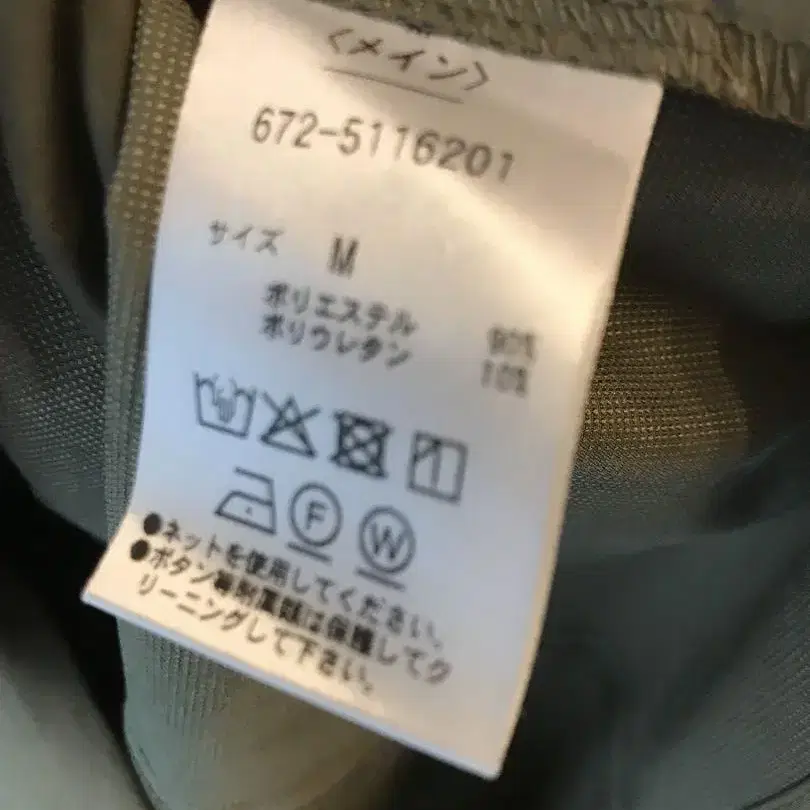 〈メイン〉
672-5116201
サイズ M
ポリエステル 90%
ポリウレタン 10%
F W
●ネットを使用してください。
●ボタン等附属類は保護してク
リーニングして下さい。